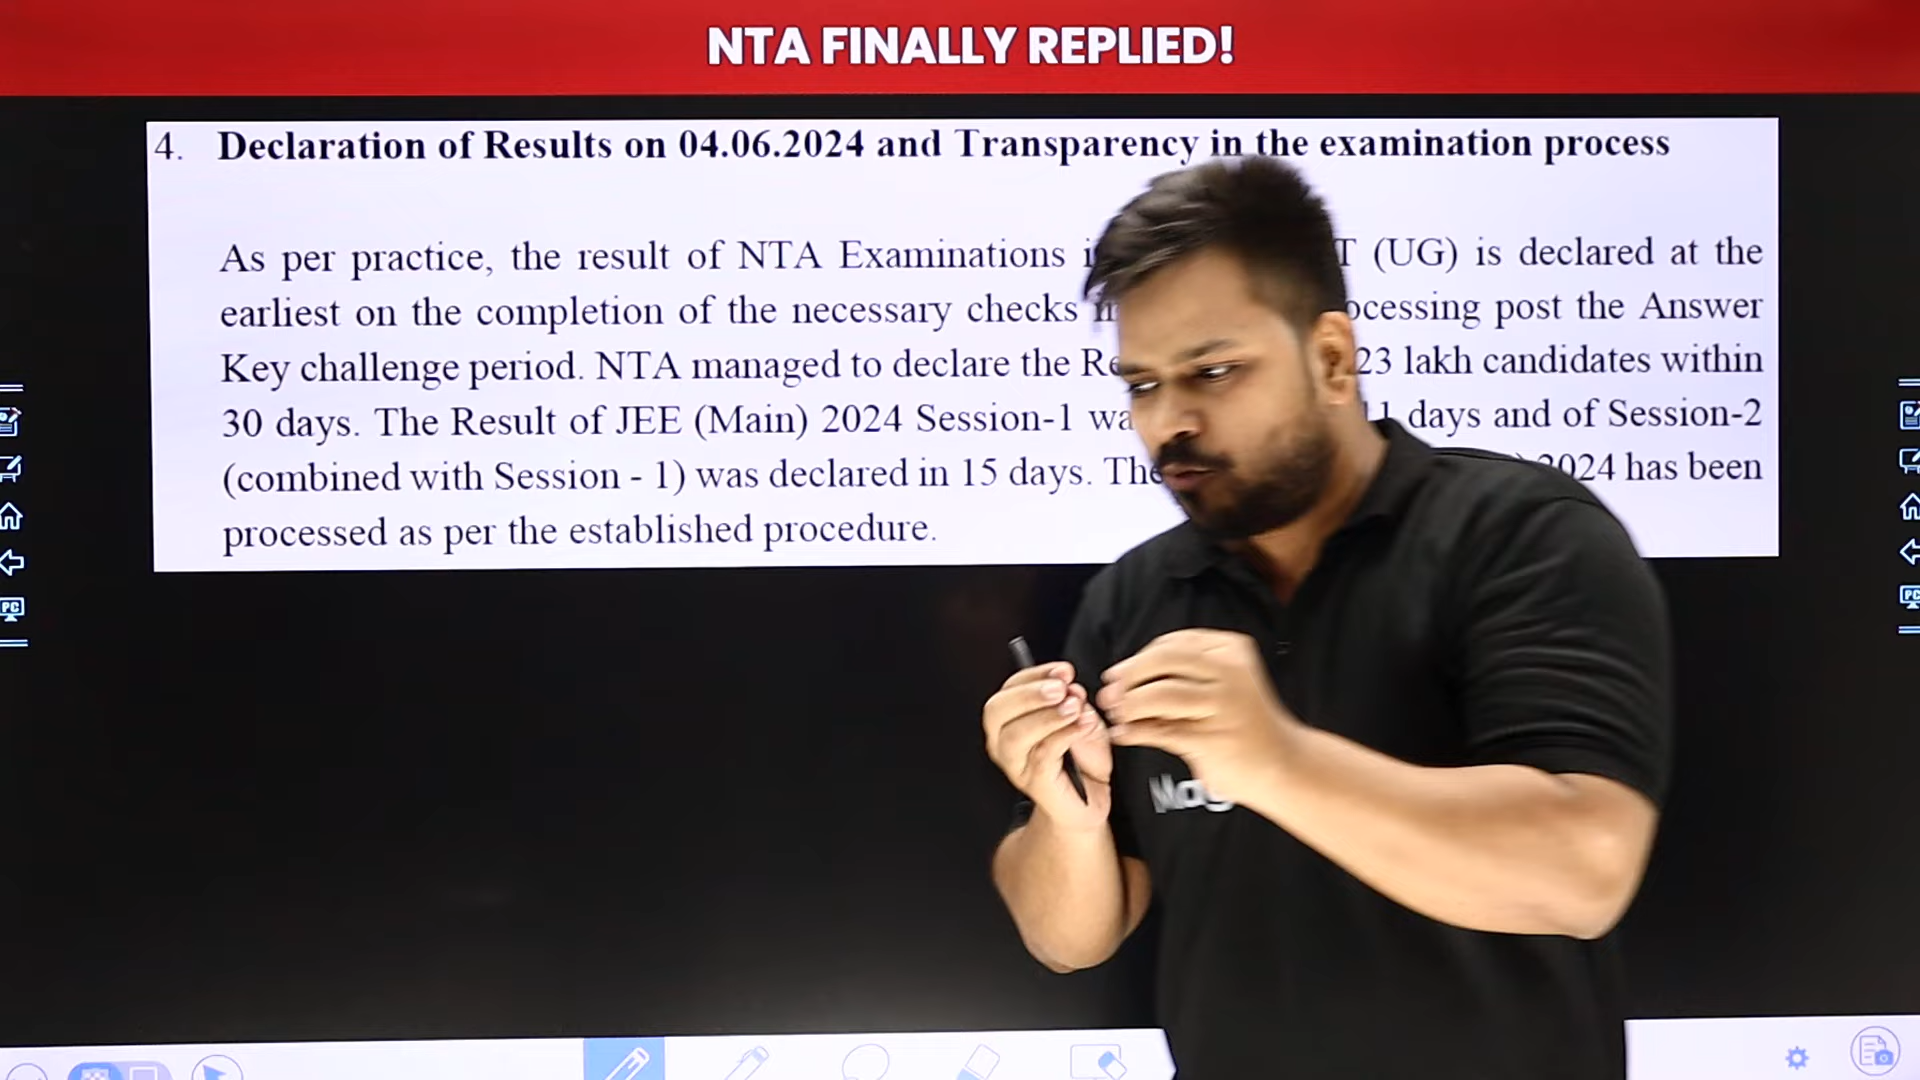 NTA FINALLY REPLIED!
4. Declaration of Results on 04.06.2024 and Transparency in the examination process
As per practice, the result of NTA Examinations (UG) is declared at the
earliest on the completion of the necessary checks post the Answer
Key challenge period. NTA managed to declare the 23 lakh candidates within
30 days. The Result of JEE (Main) 2024 Session-1 days and of Session-2
(combined with Session - 1) was declared in 15 days. 2024 has been
processed as per the established procedure.
PC
PC